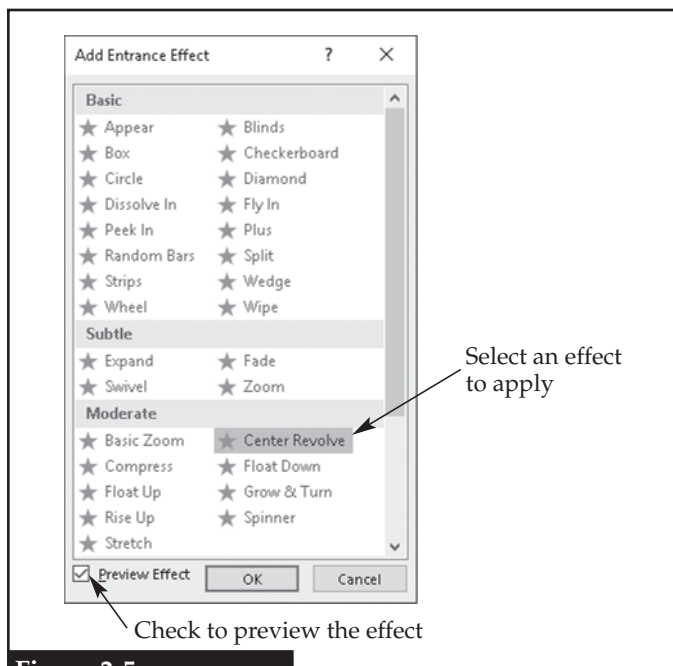 Add Entrance Effect ? ×
Basic
Appear Blinds
Box Checkerboard
Circle Diamond
Dissolve In Fly In
Peek In Plus
Random Bars Split
Strips Wedge
Wheel Wipe
Subtle
Expand Fade
Swivel Zoom
Moderate
Basic Zoom Center Revolve
Compress Float Down
Float Up Grow & Turn
Rise Up Spinner
Stretch
Preview Effect OK Cancel
Select an effect
to apply
Check to preview the effect